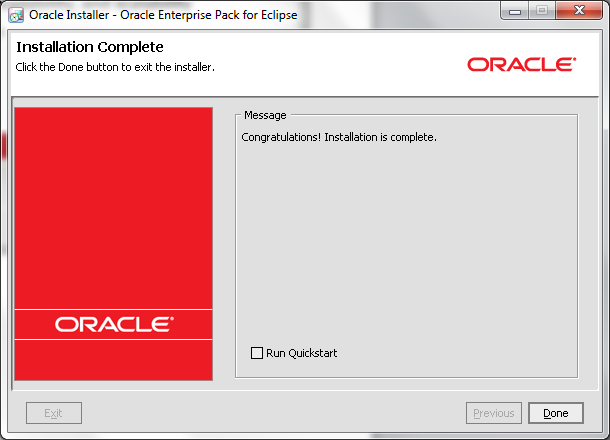 Oracle Installer - Oracle Enterprise Pack for Eclipse
Installation Complete
Click the Done button to exit the installer.
ORACLE®
Message
Congratulations! Installation is complete.
ORACLE®
Run Quickstart
Exit
Previous
Done